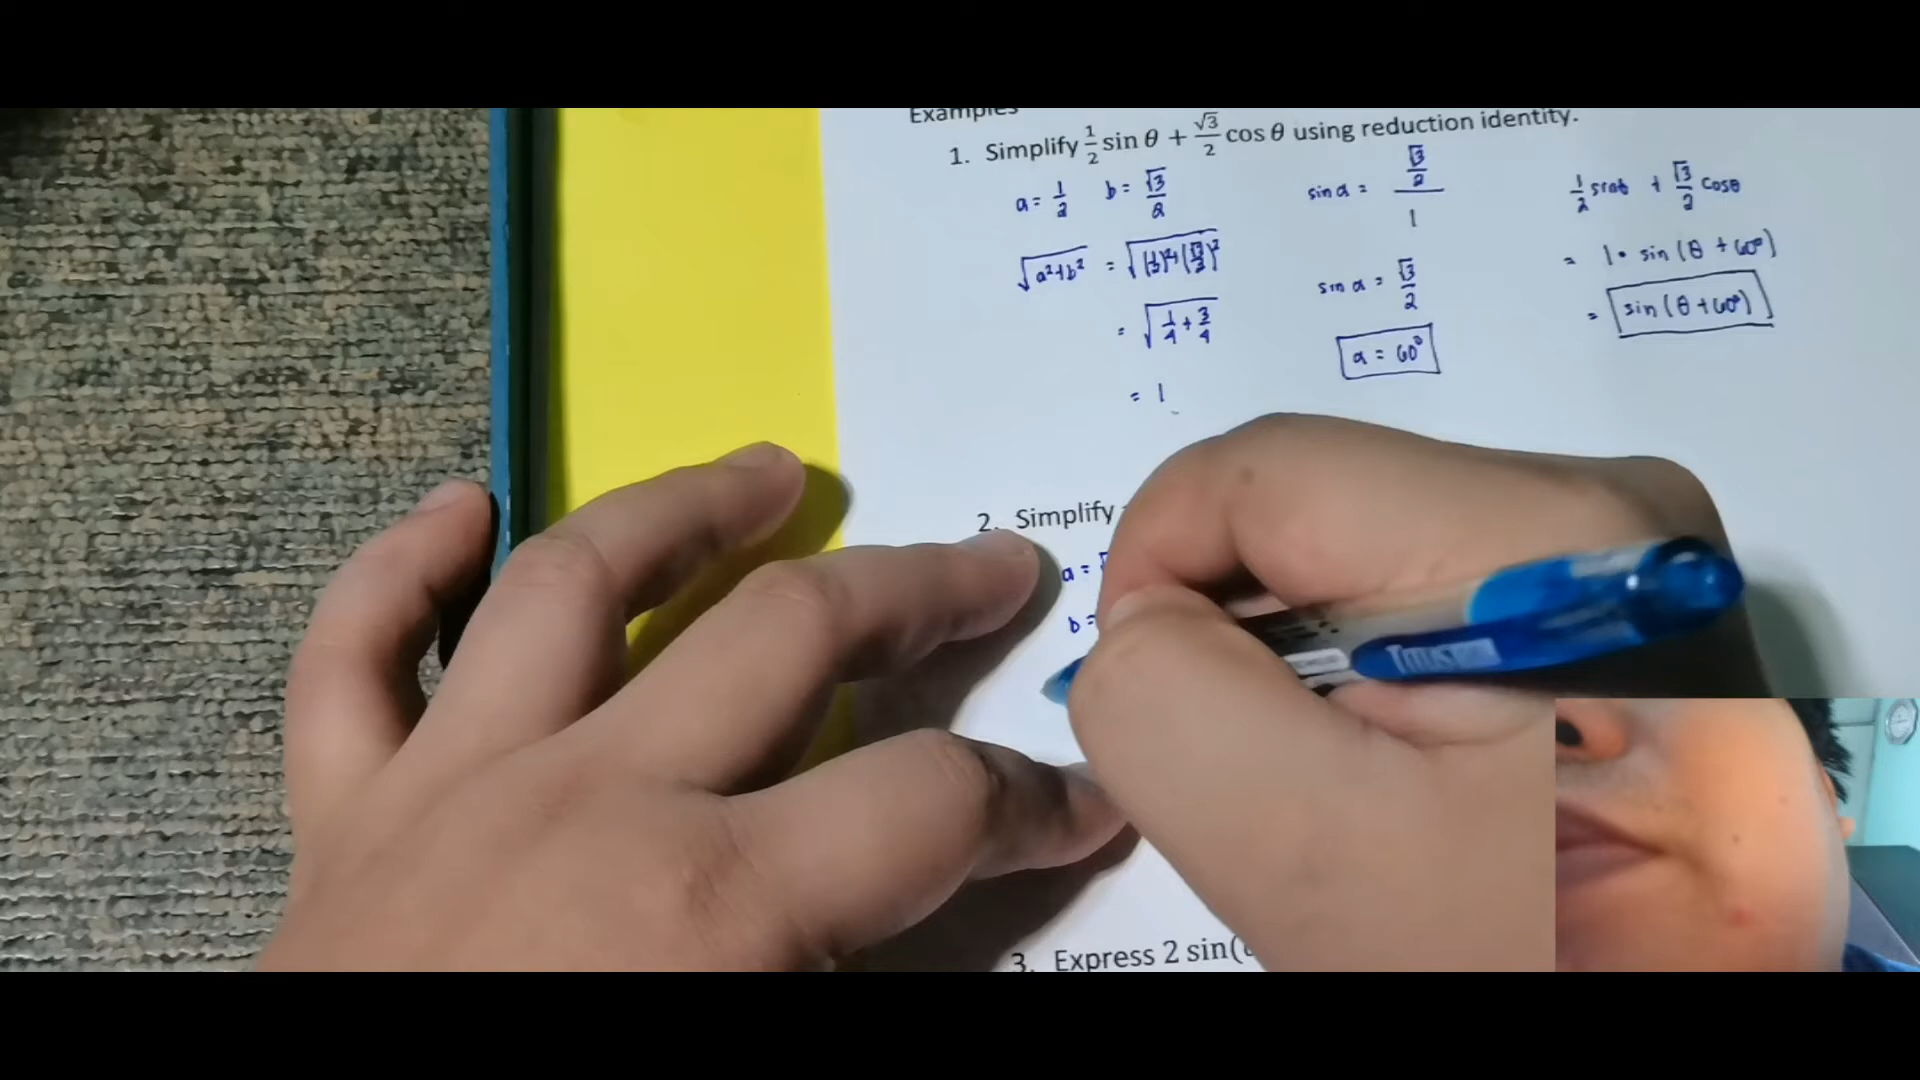 Examples
1. Simplify 1/2 sin θ + √3/2 cos θ using reduction identity.
a = 1/2 b = √3/2
√a²+b² = √(1/2)²+(√3/2)²
= √1/4 + 3/4
= 1
sin α = √3/2 / 1
sin α = √3/2
α = 60°
1/2 sinθ + √3/2 cosθ
= 1 • sin (θ + 60°)
= sin (θ + 60°)
2. Simplify
a =
b =
TITUS
3. Express 2 sin(